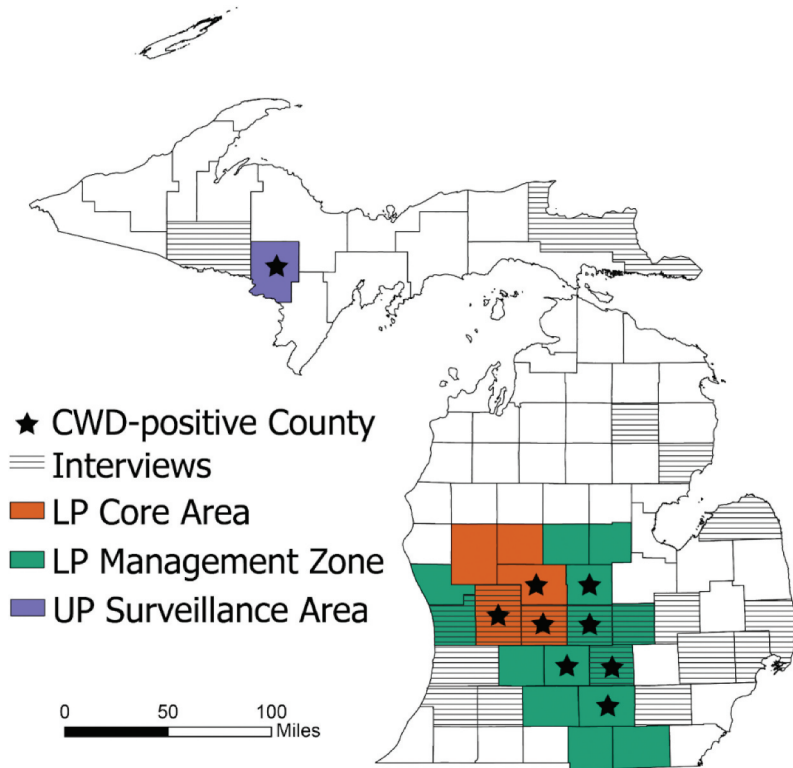 CWD-positive County
Interviews
LP Core Area
LP Management Zone
UP Surveillance Area
0 50 100
Miles